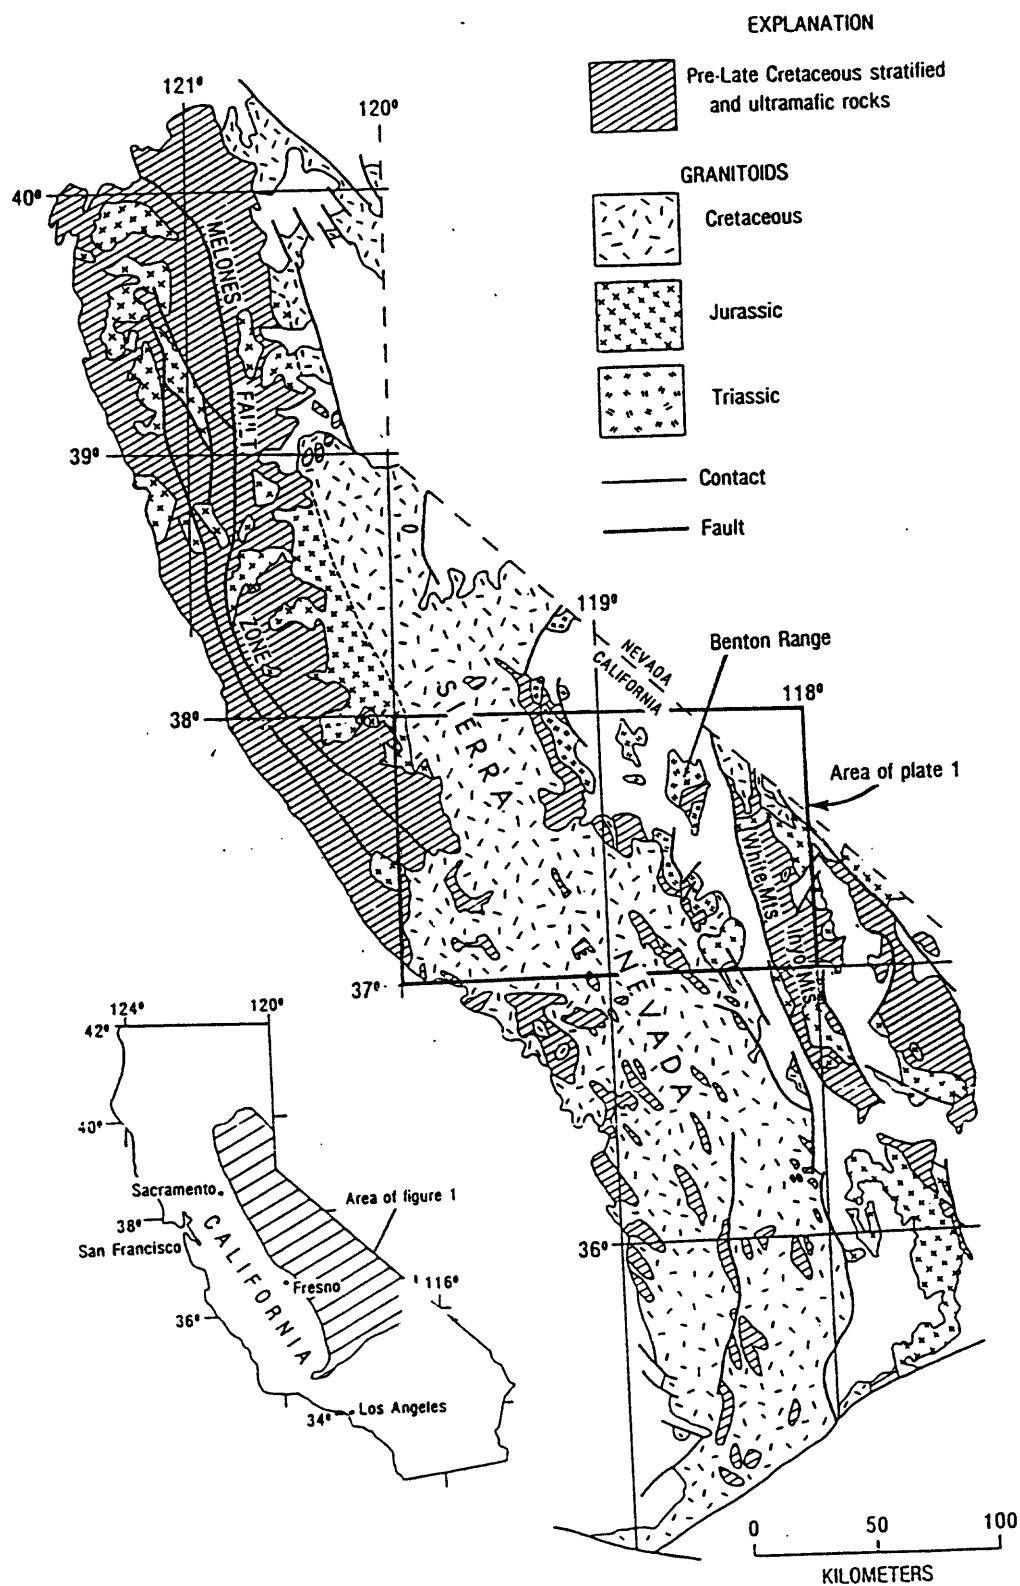 EXPLANATION
Pre-Late Cretaceous stratified
and ultramafic rocks
GRANITOIDS
Cretaceous
Jurassic
Triassic
Contact
Fault
121°
120°
40°
MELONES
FAULT
ZONE
39°
119°
NEVADA
CALIFORNIA
Benton Range
118°
38°
SIERRA
NEVADA
Area of plate 1
White Mts.
Inyo Mts.
37°
36°
124°
120°
42°
40°
Sacramento
38°
San Francisco
CALIFORNIA
Area of figure 1
Fresno
116°
36°
34°
Los Angeles
0 50 100
KILOMETERS